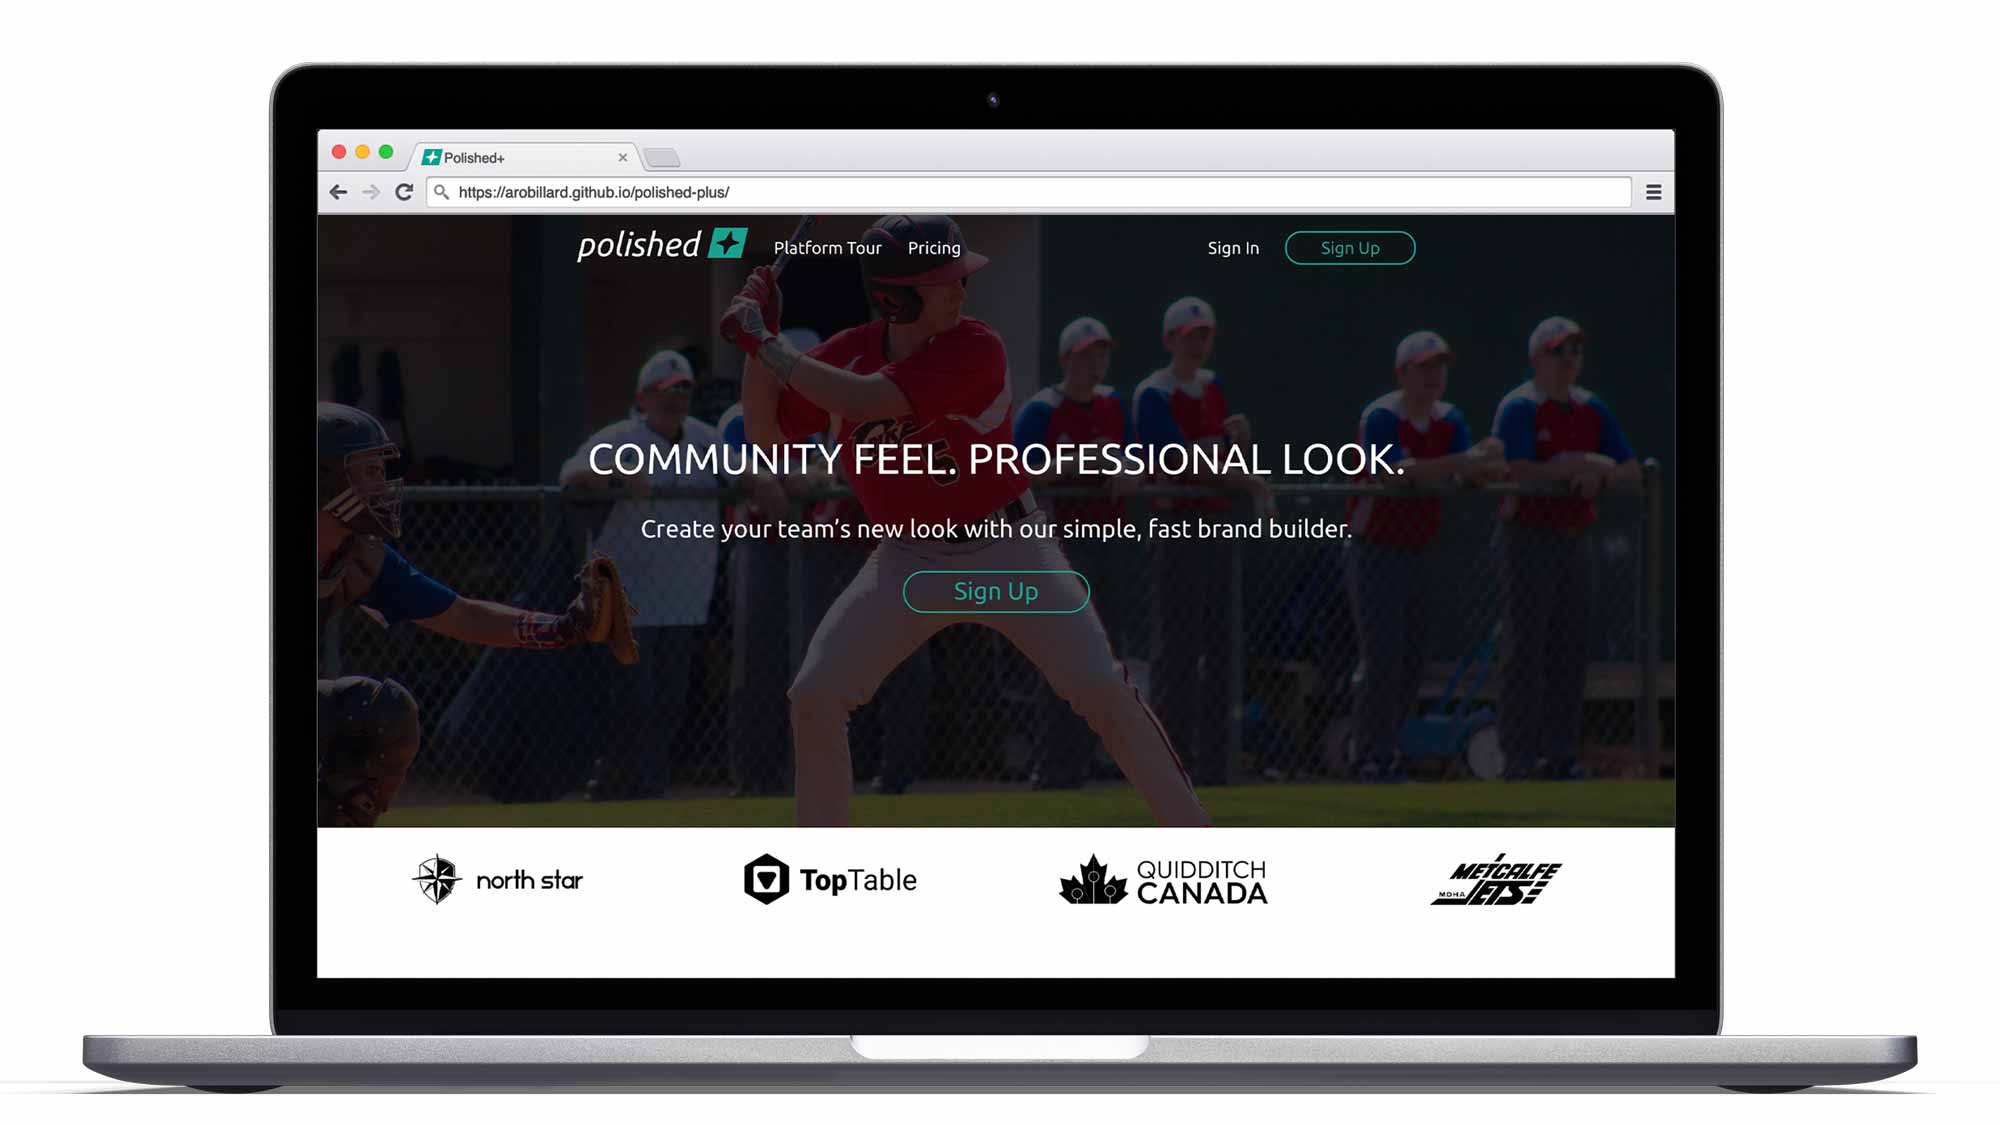 Polished+
https://arobillard.github.io/polished-plus/
polished
Platform Tour
Pricing
Sign In
Sign Up
COMMUNITY FEEL. PROFESSIONAL LOOK.
Create your team’s new look with our simple, fast brand builder.
Sign Up
north star
TopTable
QUIDDITCH
CANADA
METCALFE
MDHA JETS